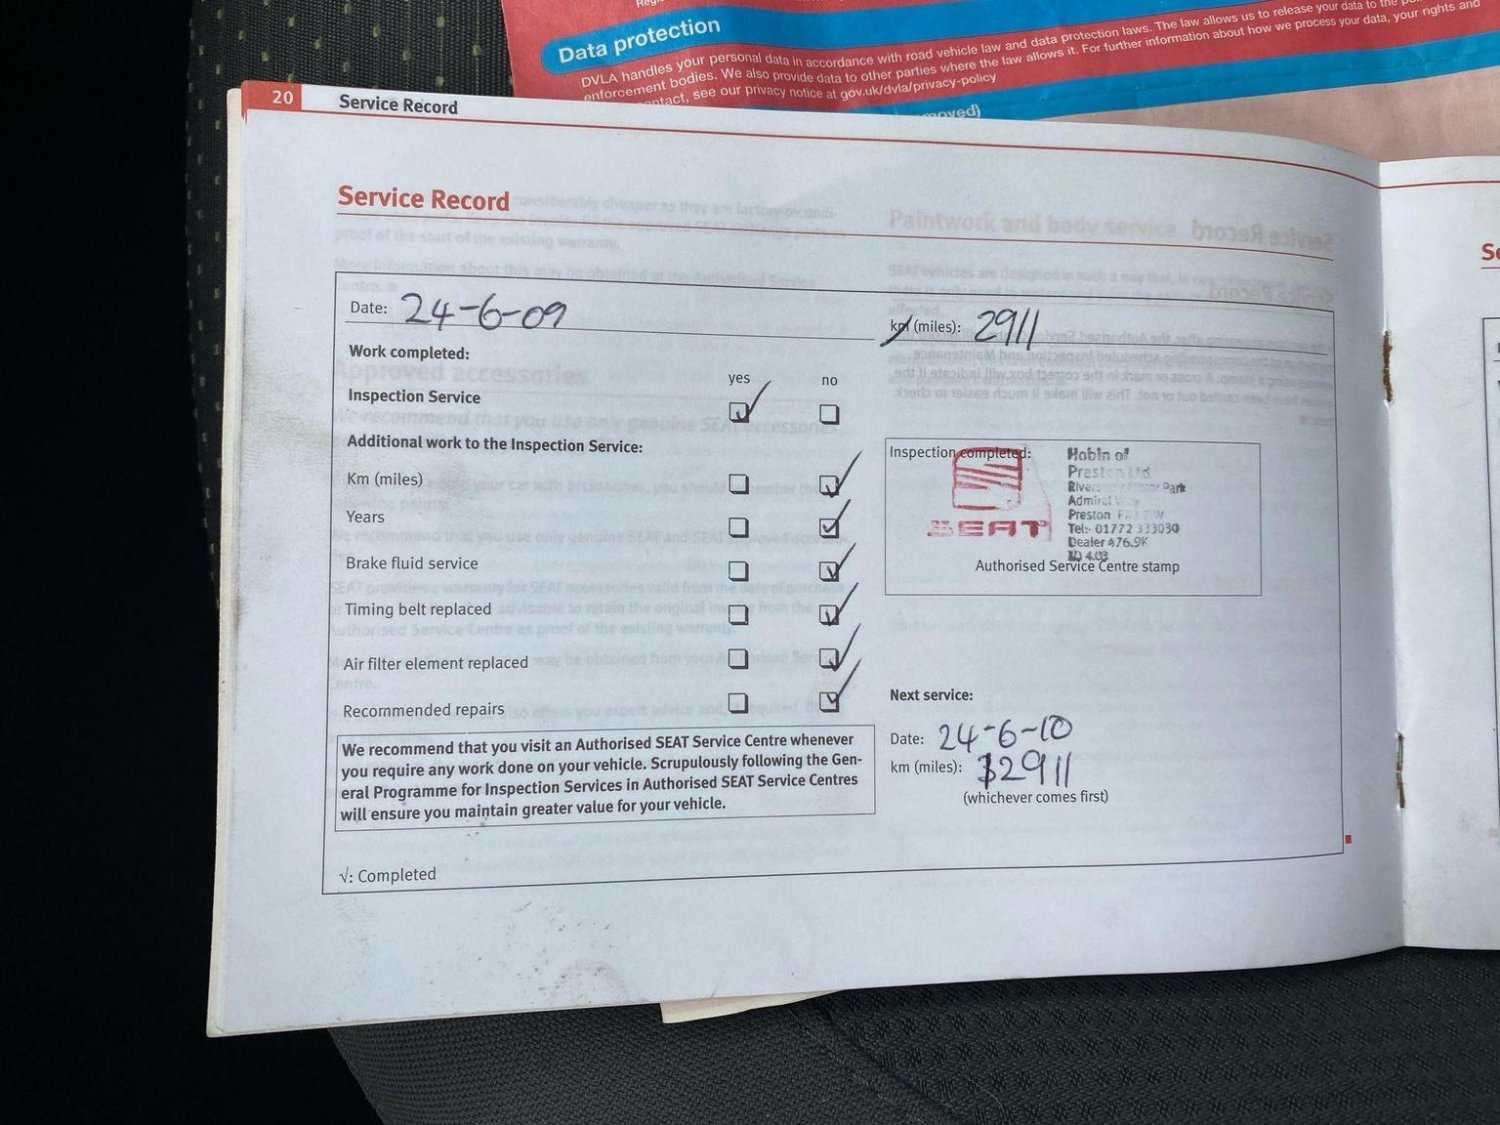 Data protection
DVLA handles your personal data in accordance with road vehicle law and data protection laws. The law allows us to release your data to the
enforcement bodies. We also provide data to other parties where the law allows it. For further information about how we process your data, your rights and
see our privacy notice at gov.uk/dvla/privacy-policy
20 Service Record
Service Record
Date: 24-6-09
km (miles): 2911
Work completed:
yes no
Inspection Service
Additional work to the Inspection Service:
Km (miles)
Years
Brake fluid service
Timing belt replaced
Air filter element replaced
Recommended repairs
We recommend that you visit an Authorised SEAT Service Centre whenever
you require any work done on your vehicle. Scrupulously following the Gen-
eral Programme for Inspection Services in Authorised SEAT Service Centres
will ensure you maintain greater value for your vehicle.
√: Completed
Inspection completed:
SEAT
Preston Ltd
Park
Preston
Tel:- 01772 333030
Dealer
Authorised Service Centre stamp
Next service:
Date: 24-6-10
km (miles): 12911
(whichever comes first)